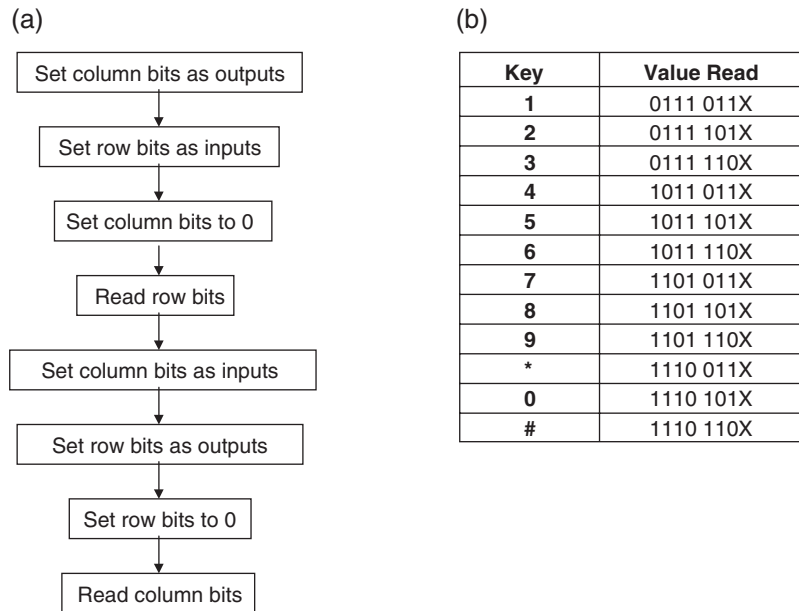 (a)
Set column bits as outputs
Set row bits as inputs
Set column bits to 0
Read row bits
Set column bits as inputs
Set row bits as outputs
Set row bits to 0
Read column bits
(b)
Key Value Read
1 0111 011X
2 0111 101X
3 0111 110X
4 1011 011X
5 1011 101X
6 1011 110X
7 1101 011X
8 1101 101X
9 1101 110X
* 1110 011X
0 1110 101X
# 1110 110X